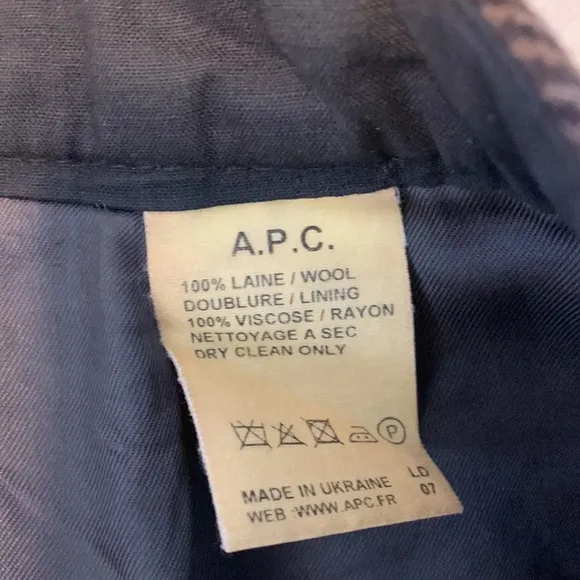 A.P.C.
100% LAINE / WOOL
DOUBLURE / LINING
100% VISCOSE / RAYON
NETTOYAGE A SEC
DRY CLEAN ONLY
P
MADE IN UKRAINE LD
WEB :WWW.APC.FR 07